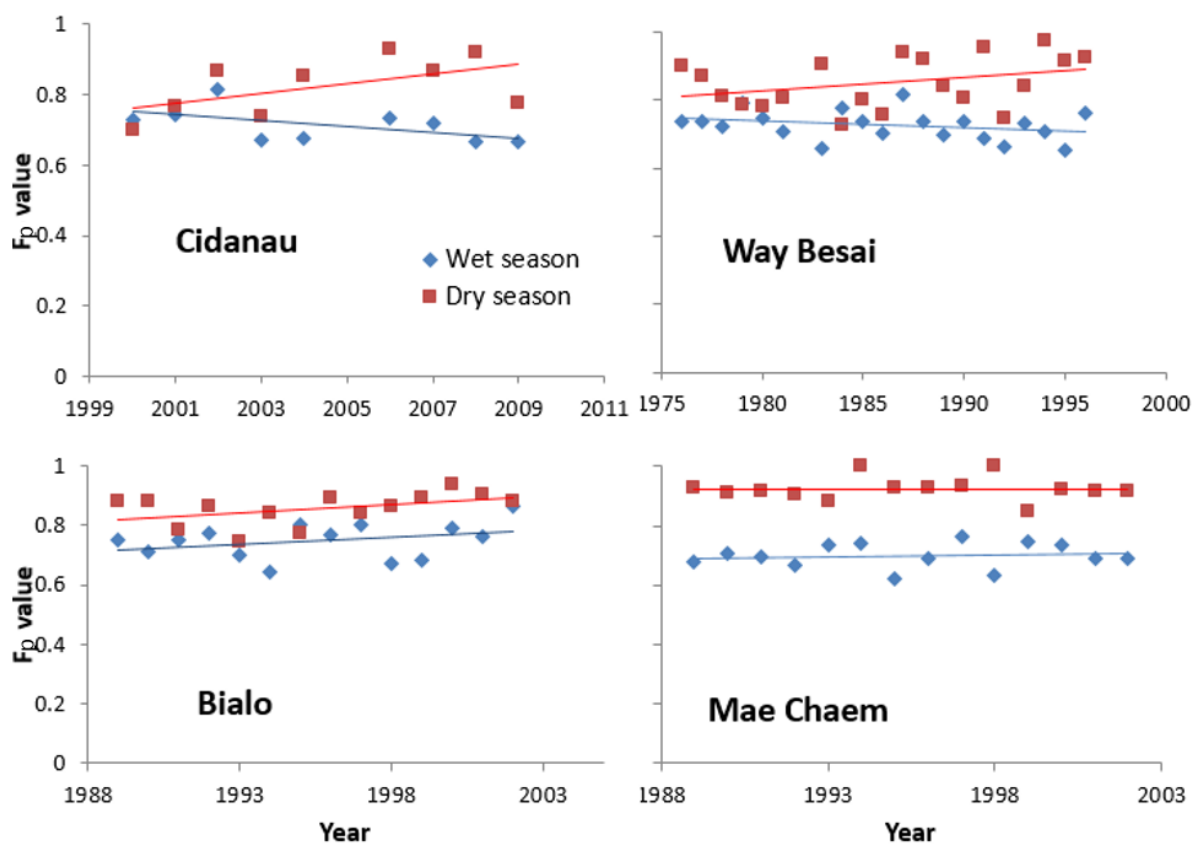 1
0.8
0.6
0.4
0.2
0
Fp value
1999 2001 2003 2005 2007 2009 2011
Cidanau
Wet season
Dry season
Way Besai
1975 1980 1985 1990 1995 2000
1
0.8
0.6
0.4
0.2
0
Fp value
Bialo
1988 1993 1998 2003
Year
Mae Chaem
1988 1993 1998 2003
Year